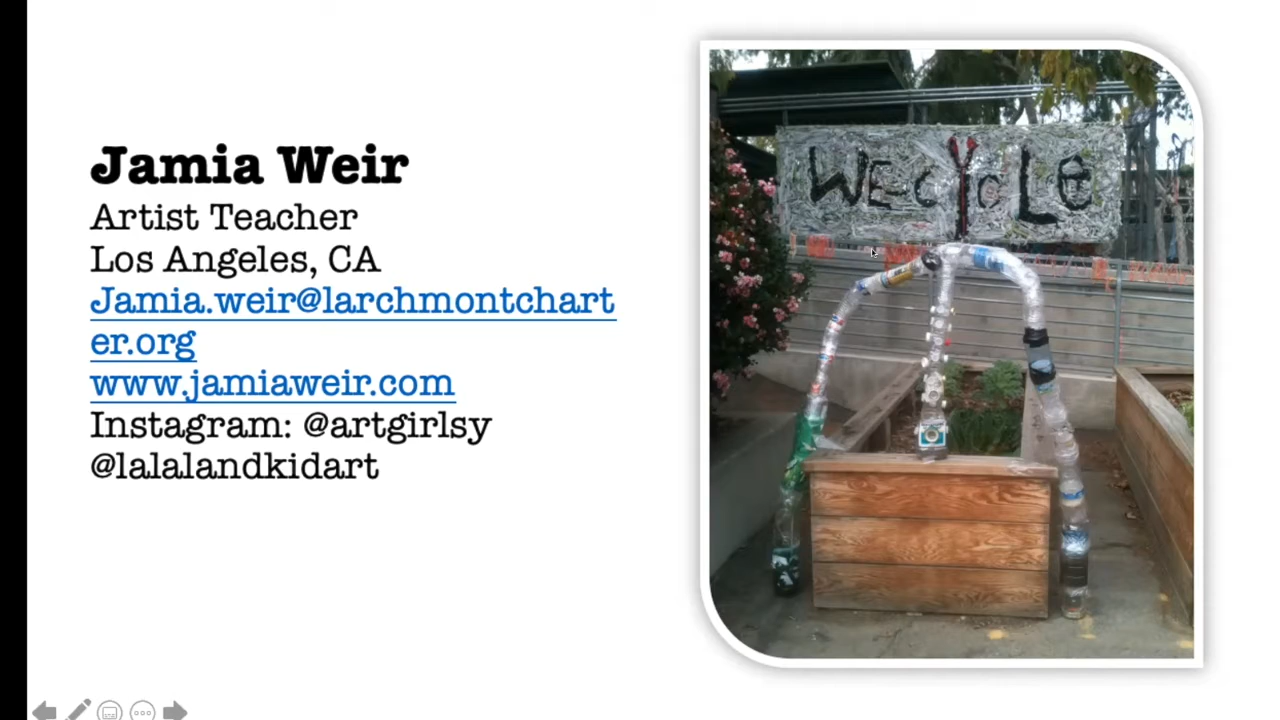 Jamia Weir
Artist Teacher
Los Angeles, CA
Jamia.weir@larchmontchart
er.org
www.jamiaweir.com
Instagram: @artgirlsy
@lalalandkidart
WECYCLE